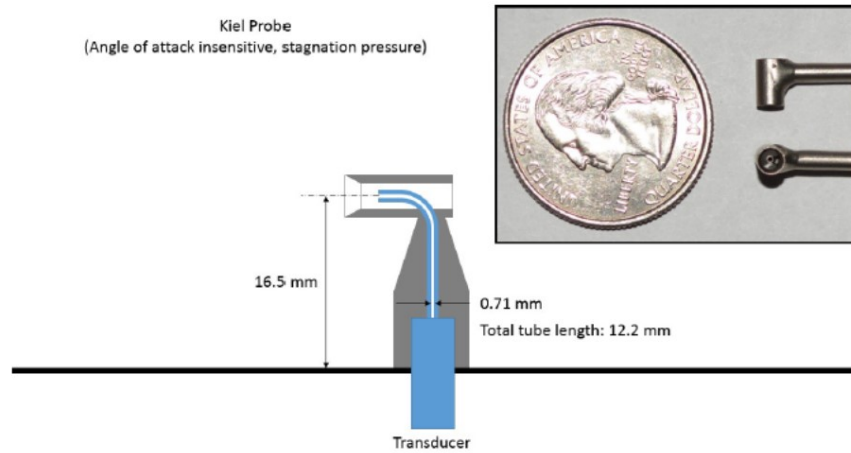 Kiel Probe
(Angle of attack insensitive, stagnation pressure)
UNITED STATES OF AMERICA
LIBERTY
QUARTER DOLLAR
16.5 mm
0.71 mm
Total tube length: 12.2 mm
Transducer